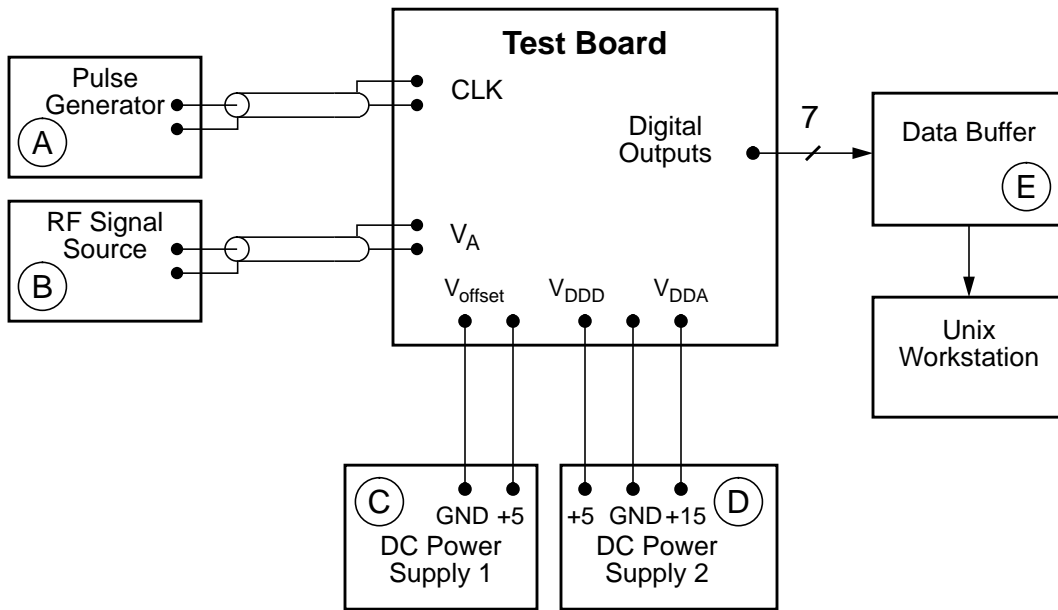 Test Board
Pulse
Generator
A
CLK
7
Digital
Outputs
Data Buffer
E
RF Signal
Source
B
VA
Voffset
VDDD
VDDA
Unix
Workstation
C
GND +5
DC Power
Supply 1
D
+5 GND +15
DC Power
Supply 2